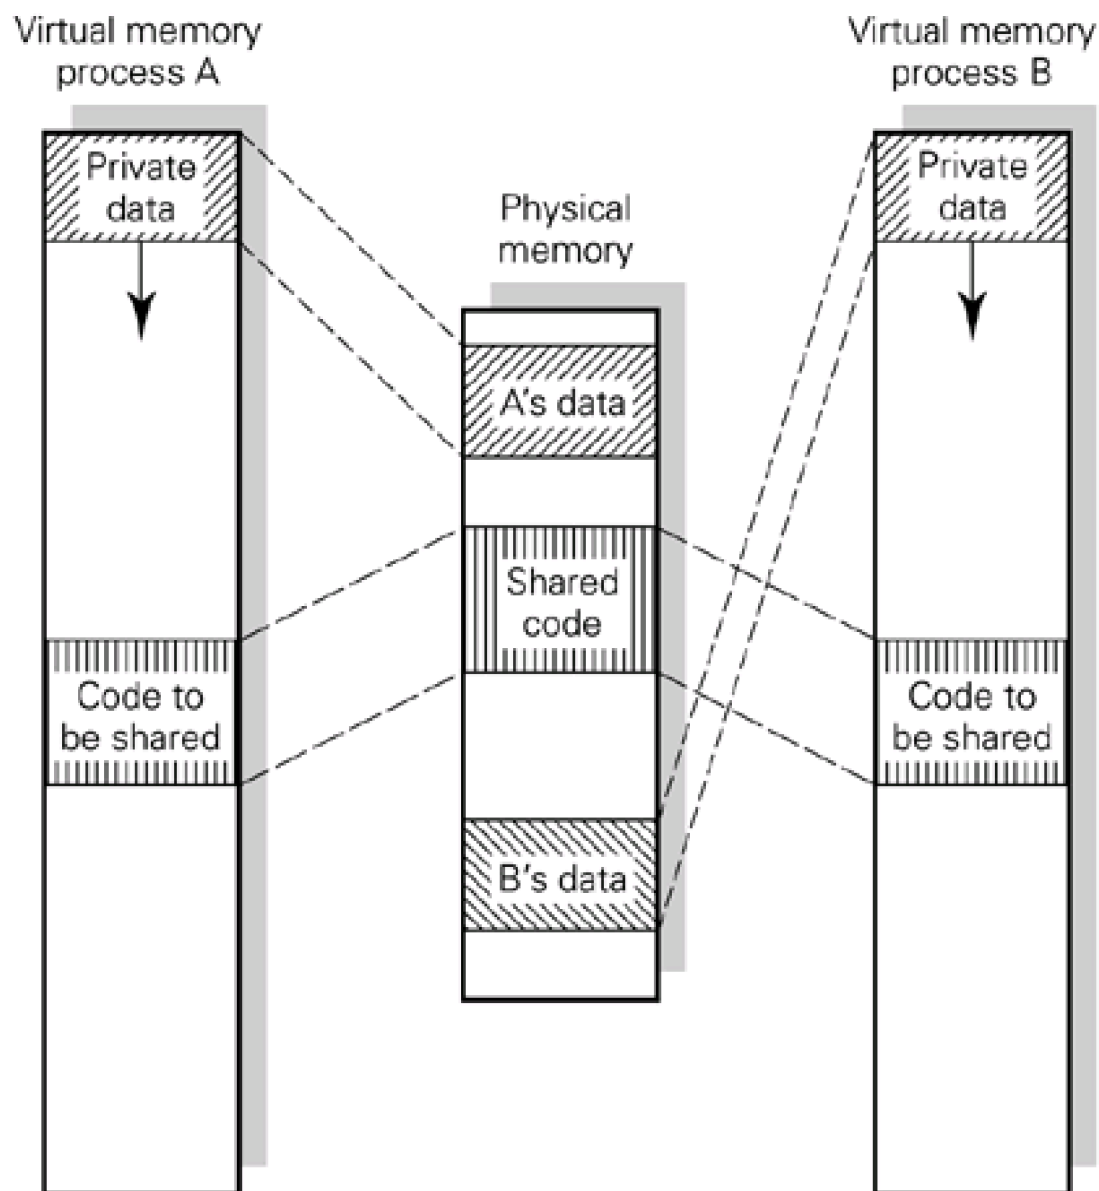 Virtual memory
process A
Virtual memory
process B
Private
data
Private
data
Physical
memory
A's data
Shared
code
Code to
be shared
Code to
be shared
B's data